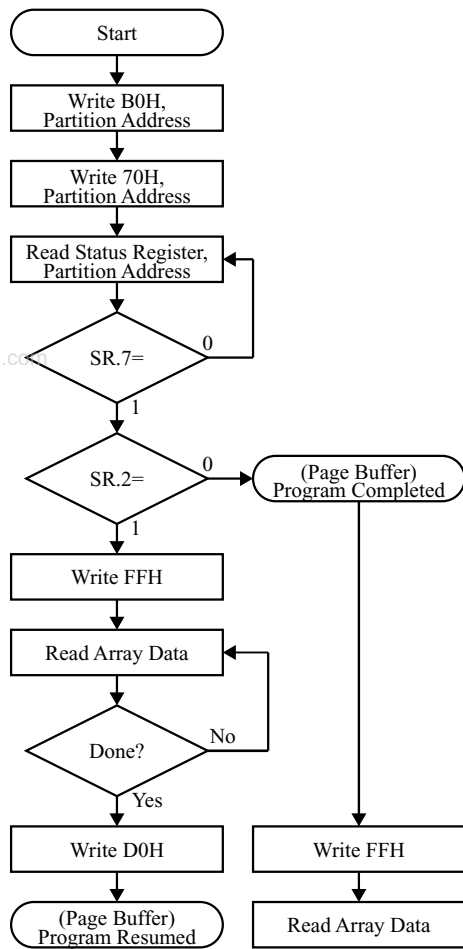 Start
Write B0H,
Partition Address
Write 70H,
Partition Address
Read Status Register,
Partition Address
.com
SR.7=
0
1
SR.2=
0
(Page Buffer)
Program Completed
1
Write FFH
Read Array Data
Done?
No
Yes
Write D0H
Write FFH
(Page Buffer)
Program Resumed
Read Array Data